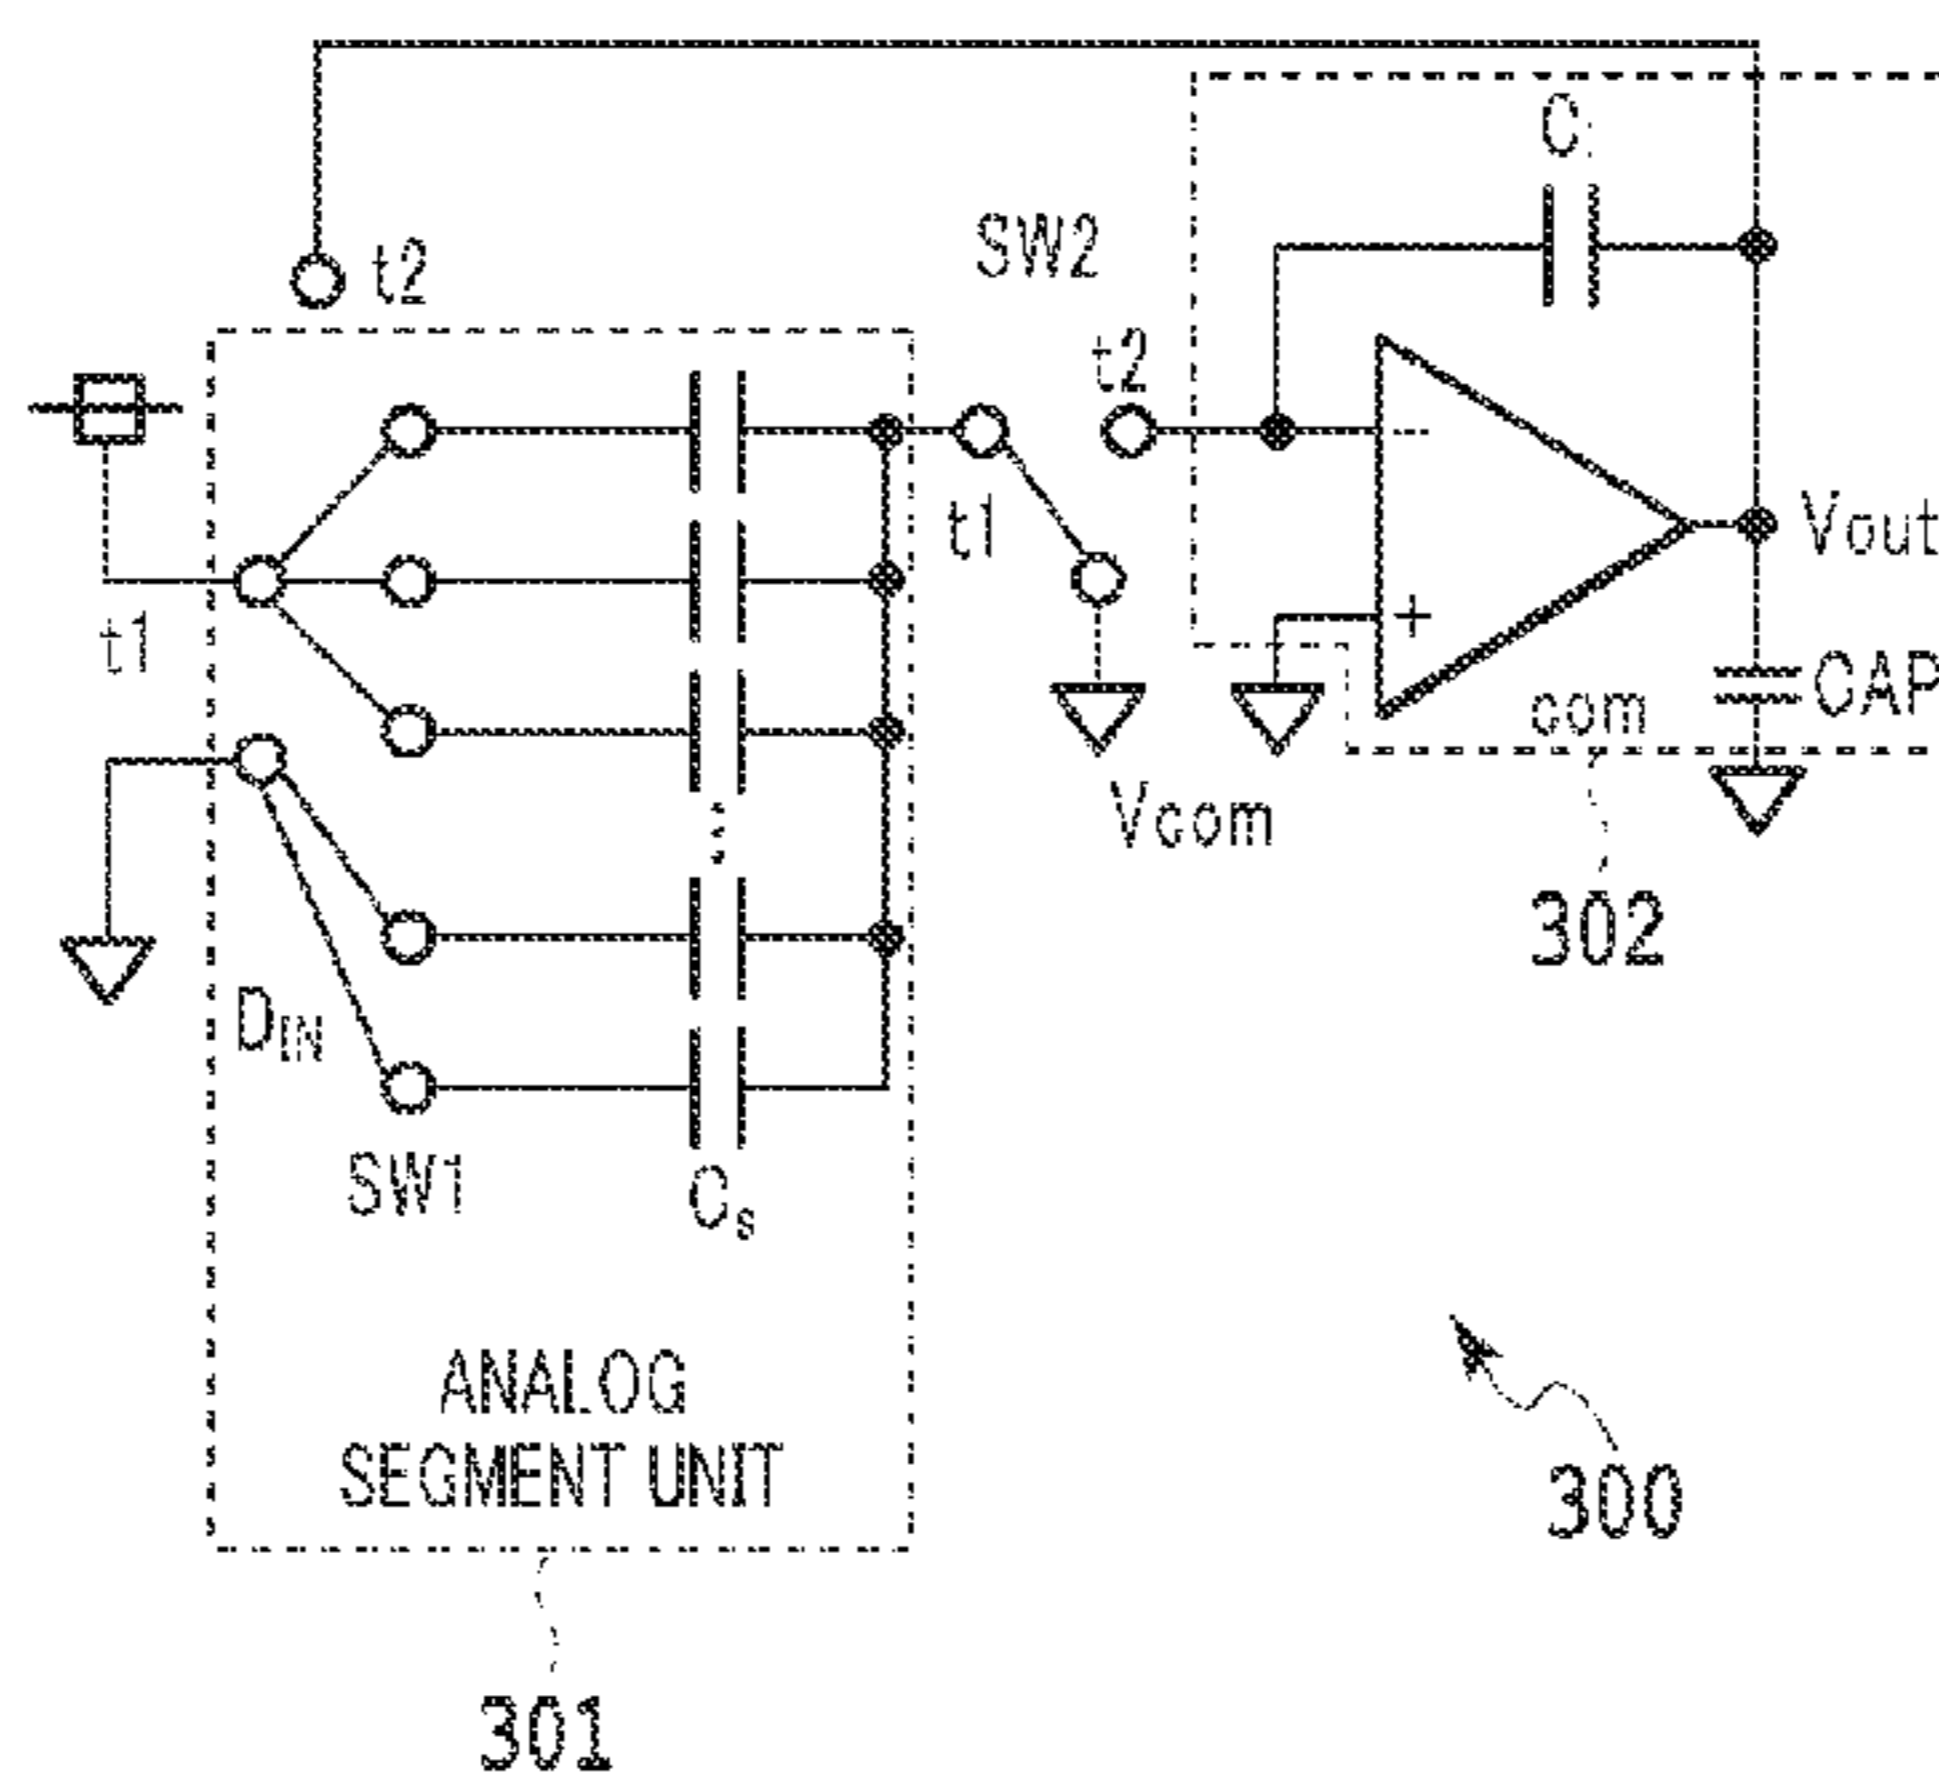 C
SW2
t2
t2
t1
Vout
t1
+
com
CAP
Vcom
302
DIN
SW1
Cs
ANALOG
SEGMENT UNIT
300
301